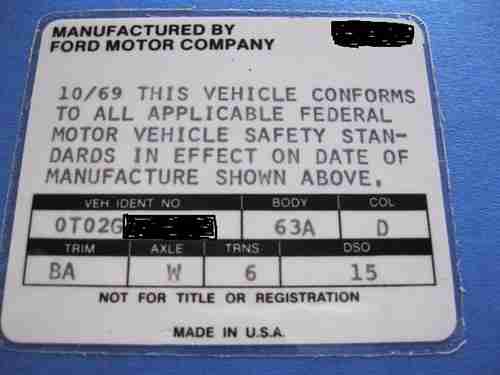 MANUFACTURED BY
FORD MOTOR COMPANY
10/69 THIS VEHICLE CONFORMS
TO ALL APPLICABLE FEDERAL
MOTOR VEHICLE SAFETY STAN-
DARDS IN EFFECT ON DATE OF
MANUFACTURE SHOWN ABOVE.
VEH IDENT NO BODY COL
0T02G 63A D
TRIM AXLE TRNS DSO
BA W 6 15
NOT FOR TITLE OR REGISTRATION
MADE IN U.S.A.